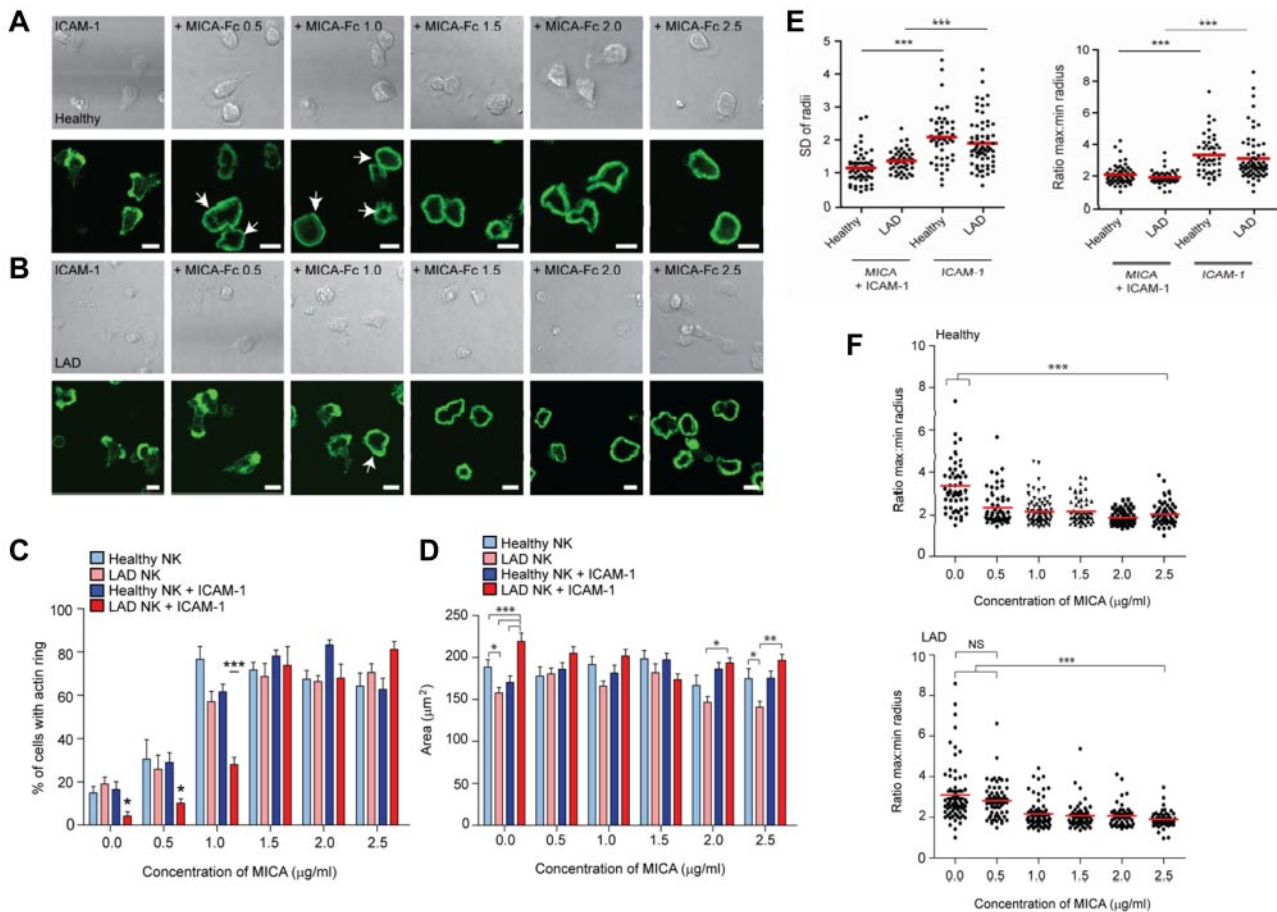 A
ICAM-1
+ MICA-Fc 0.5
+ MICA-Fc 1.0
+ MICA-Fc 1.5
+ MICA-Fc 2.0
+ MICA-Fc 2.5
Healthy
B
ICAM-1
+ MICA-Fc 0.5
+ MICA-Fc 1.0
+ MICA-Fc 1.5
+ MICA-Fc 2.0
+ MICA-Fc 2.5
LAD
C
Healthy NK
LAD NK
Healthy NK + ICAM-1
LAD NK + ICAM-1
% of cells with actin ring
100
80
60
40
20
0
*
*
***
0.0 0.5 1.0 1.5 2.0 2.5
Concentration of MICA (μg/ml)
D
Healthy NK
LAD NK
Healthy NK + ICAM-1
LAD NK + ICAM-1
Area (μm²)
250
200
150
100
50
0
***
*
*
*
*
**
0.0 0.5 1.0 1.5 2.0 2.5
Concentration of MICA (μg/ml)
E
***
***
SD of radii
5
4
3
2
1
0
Healthy
LAD
Healthy
LAD
MICA
+ ICAM-1
ICAM-1
***
***
Ratio max:min radius
10
8
6
4
2
0
Healthy
LAD
Healthy
LAD
MICA
+ ICAM-1
ICAM-1
F
Healthy
***
Ratio max:min radius
10
8
6
4
2
0
0.0 0.5 1.0 1.5 2.0 2.5
Concentration of MICA (μg/ml)
LAD
NS
***
Ratio max:min radius
10
8
6
4
2
0
0.0 0.5 1.0 1.5 2.0 2.5
Concentration of MICA (μg/ml)